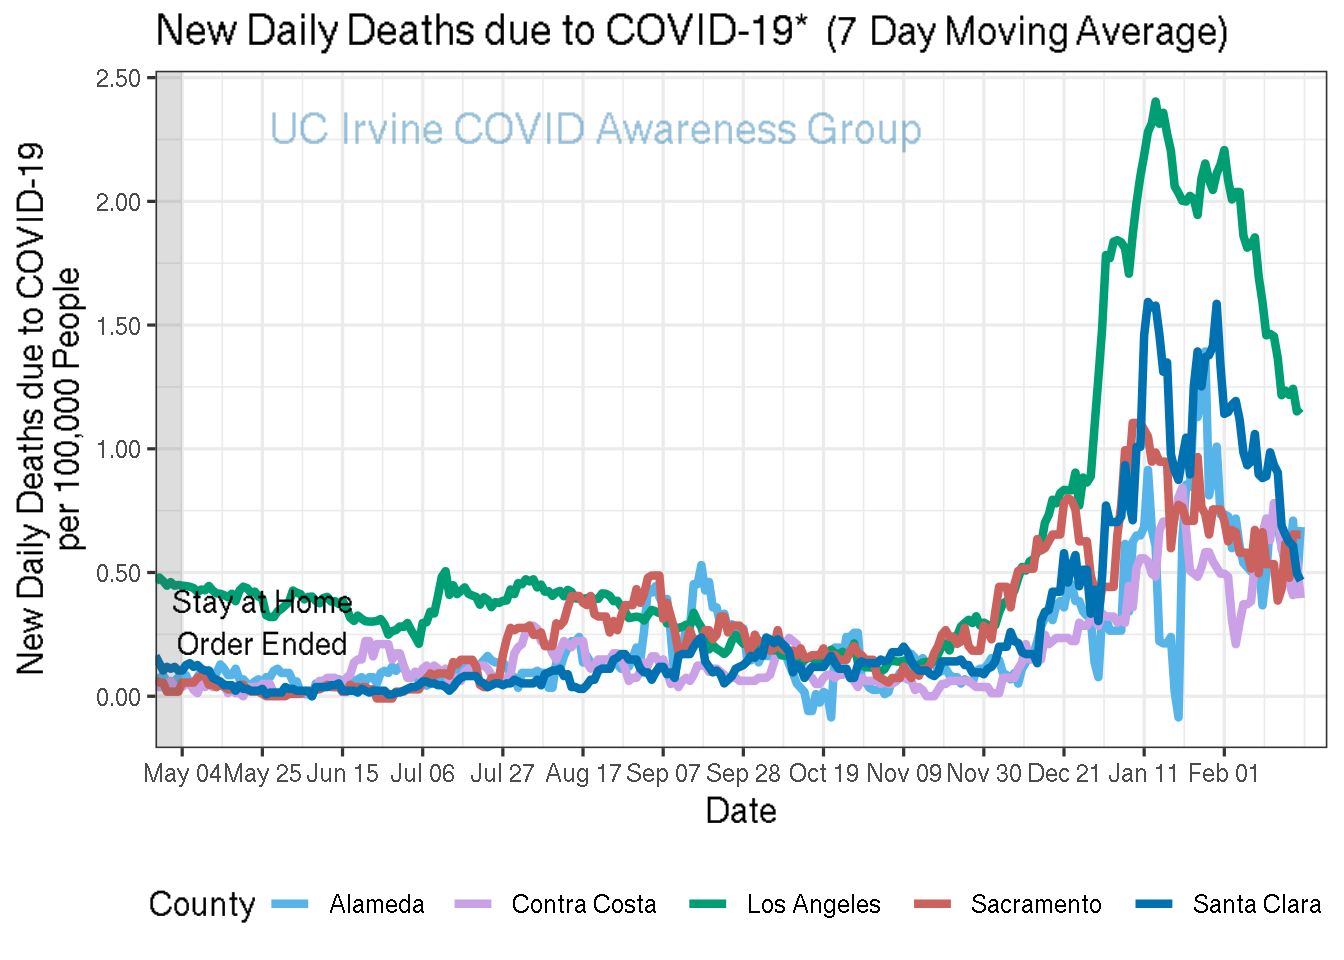 New Daily Deaths due to COVID-19* (7 Day Moving Average)
New Daily Deaths due to COVID-19
per 100,000 People
2.50
2.00
1.50
1.00
0.50
0.00
UC Irvine COVID Awareness Group
Stay at Home
Order Ended
May 04 May 25 Jun 15 Jul 06 Jul 27 Aug 17 Sep 07 Sep 28 Oct 19 Nov 09 Nov 30 Dec 21 Jan 11 Feb 01
Date
County Alameda Contra Costa Los Angeles Sacramento Santa Clara